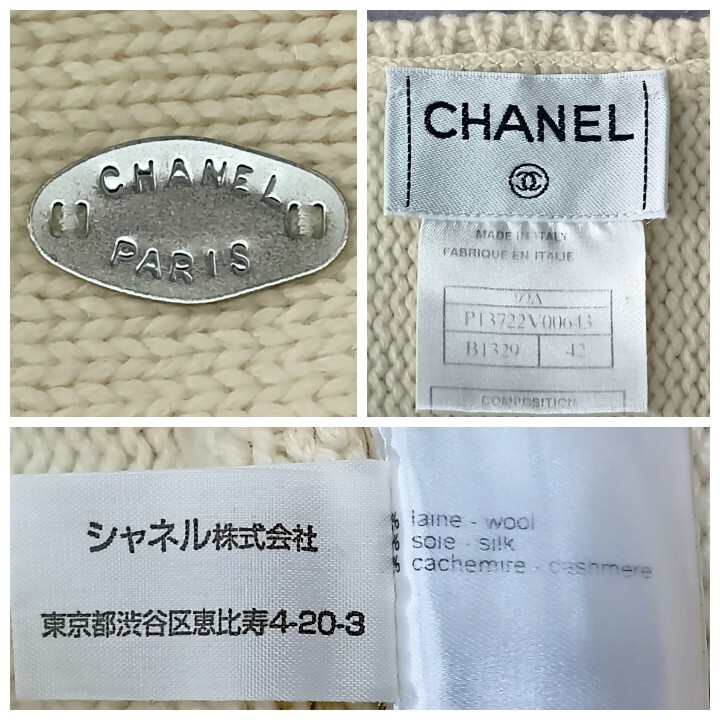 CHANEL
PARIS
CHANEL
MADE IN ITALY
FABRIQUE EN ITALIE
99A
P13722V00643
B1329 42
COMPOSITION
シャネル株式会社
東京都渋谷区恵比寿4-20-3
% laine - wool
% soie - silk
% cachemire - cashmere